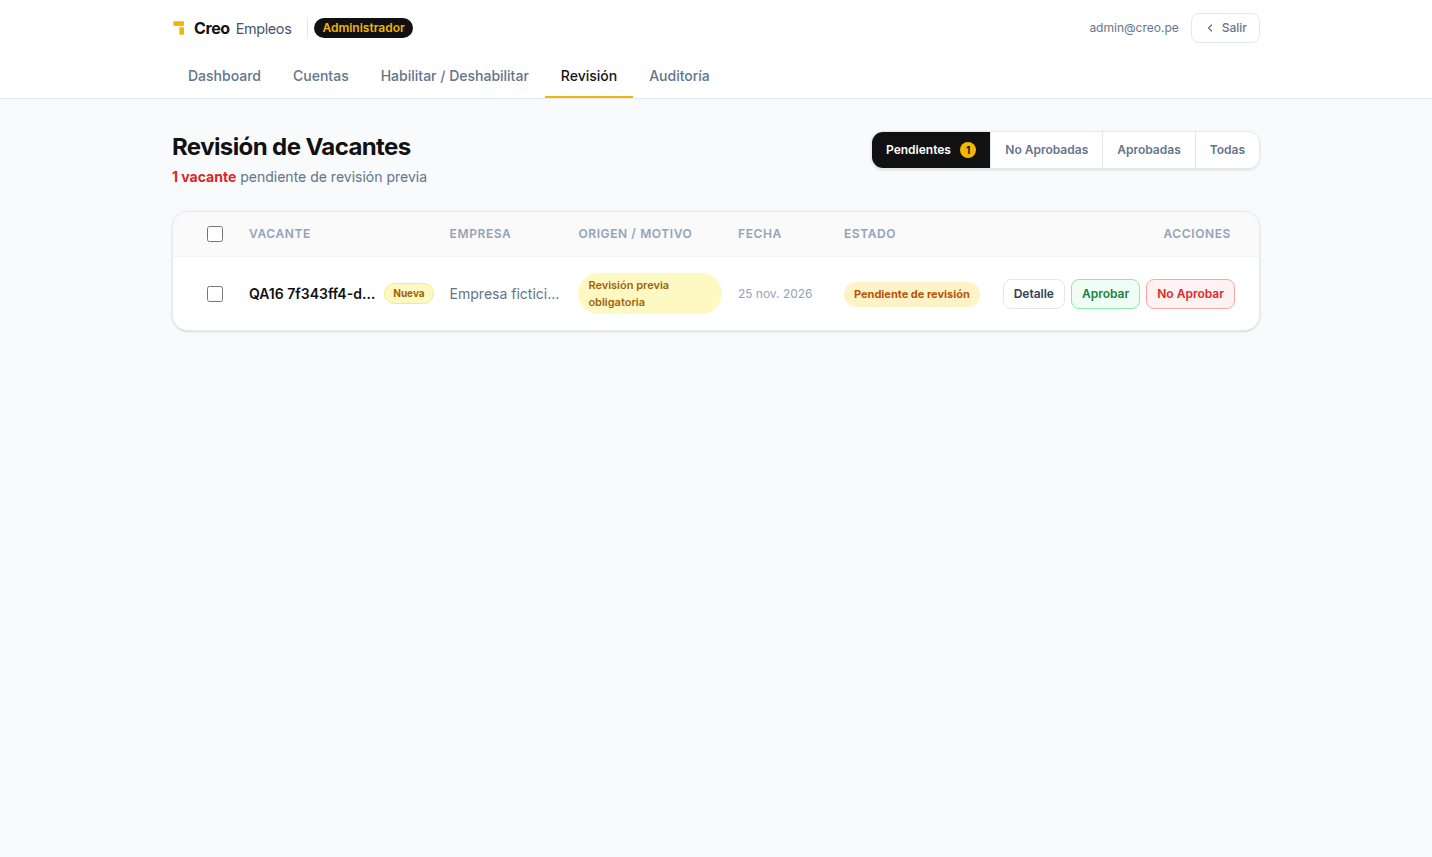 Creo Empleos Administrador admin@creo.pe Salir
Dashboard Cuentas Habilitar / Deshabilitar Revisión Auditoría
Revisión de Vacantes
1 vacante pendiente de revisión previa
Pendientes 1 No Aprobadas Aprobadas Todas
VACANTE EMPRESA ORIGEN / MOTIVO FECHA ESTADO ACCIONES
QA16 7f343ff4-d... Nueva Empresa fictici... Revisión previa obligatoria 25 nov. 2026 Pendiente de revisión Detalle Aprobar No Aprobar